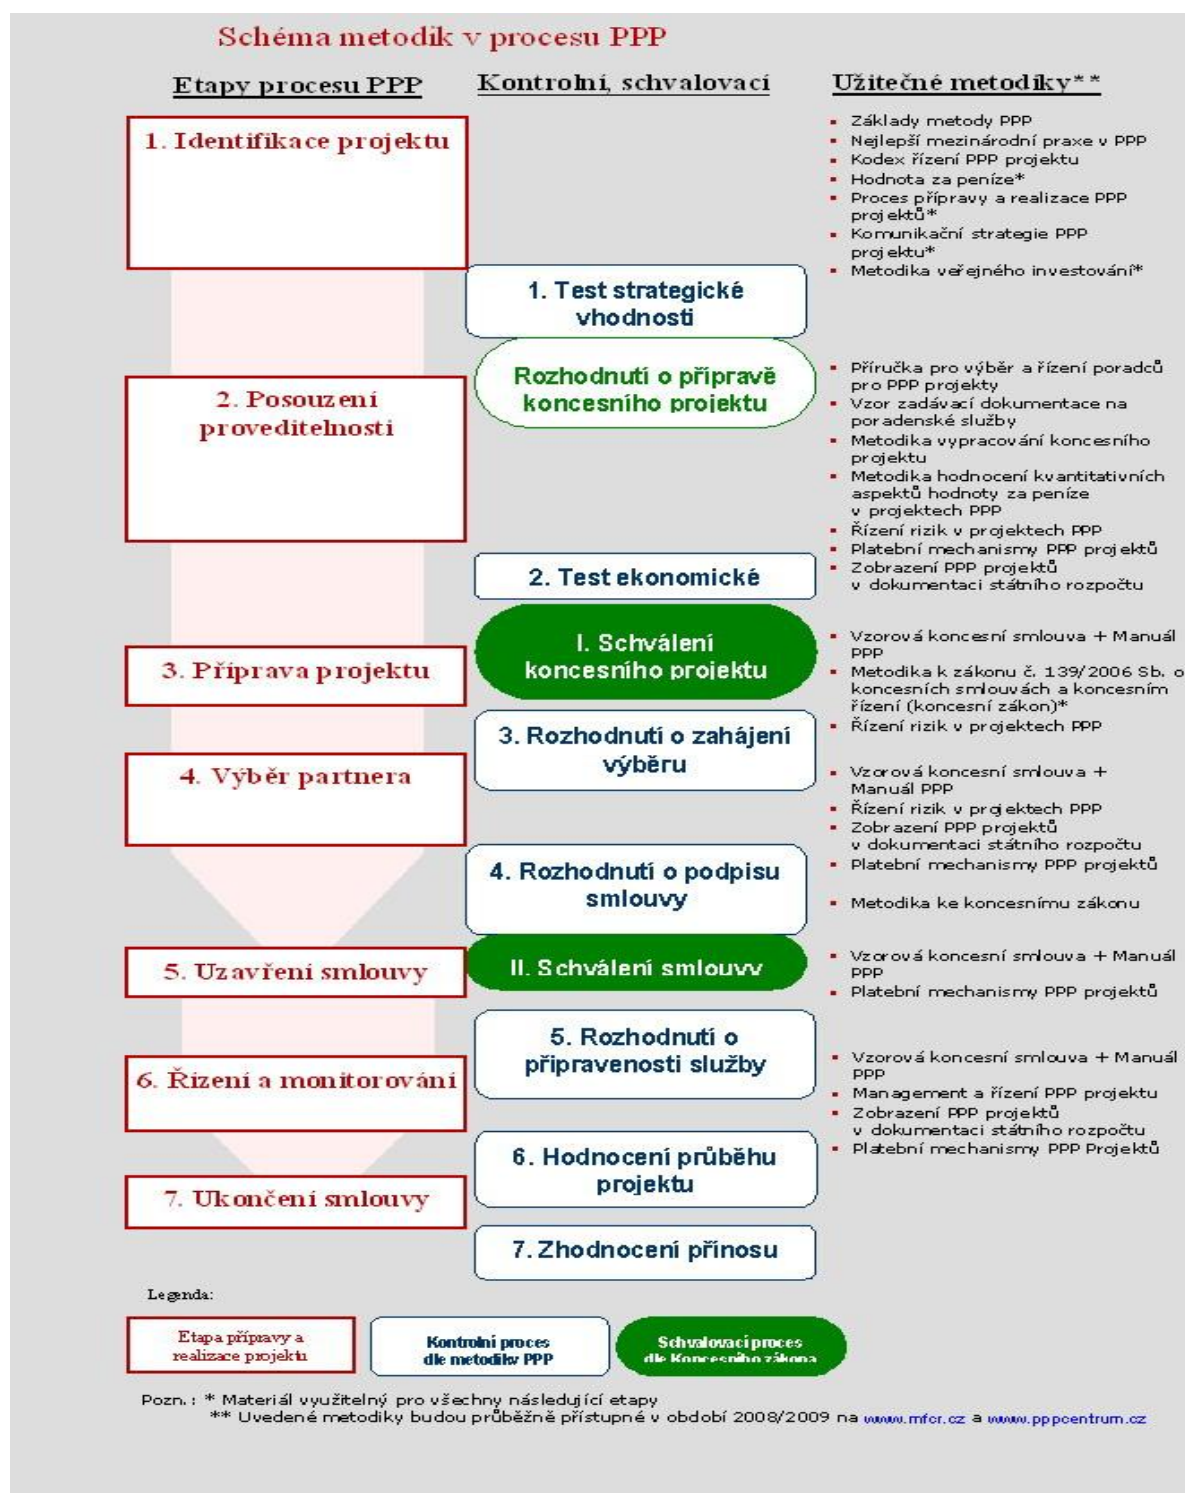 Schéma metodik v procesu PPP
Etapy procesu PPP
Kontrolní, schvalovací
Užitečné metodiky**
1. Identifikace projektu
▪ Základy metody PPP
▪ Nejlepší mezinárodní praxe v PPP
▪ Kodex řízení PPP projektu
▪ Hodnota za peníze*
▪ Proces přípravy a realizace PPP
projektů*
▪ Komunikační strategie PPP
projektu*
▪ Metodika veřejného investování*
1. Test strategické
vhodnosti
Rozhodnutí o přípravě
koncesního projektu
2. Posouzení
proveditelnosti
▪ Příručka pro výběr a řízení poradců
pro PPP projekty
▪ Vzor zadávací dokumentace na
poradenské služby
▪ Metodika vypracování koncesního
projektu
▪ Metodika hodnocení kvantitativních
aspektů hodnoty za peníze
v projektech PPP
▪ Řízení rizik v projektech PPP
▪ Platební mechanismy PPP projektů
▪ Zobrazení PPP projektů
v dokumentaci státního rozpočtu
2. Test ekonomické
I. Schválení
koncesního projektu
3. Příprava projektu
▪ Vzorová koncesní smlouva + Manuál
PPP
▪ Metodika k zákonu č. 139/2006 Sb. o
koncesních smlouvách a koncesním
řízení (koncesní zákon)*
▪ Řízení rizik v projektech PPP
3. Rozhodnutí o zahájení
výběru
4. Výběr partnera
▪ Vzorová koncesní smlouva +
Manuál PPP
▪ Řízení rizik v projektech PPP
▪ Zobrazení PPP projektů
v dokumentaci státního rozpočtu
▪ Platební mechanismy PPP projektů
▪ Metodika ke koncesnímu zákonu
4. Rozhodnutí o podpisu
smlouvy
5. Uzavření smlouvy
II. Schválení smlouvy
▪ Vzorová koncesní smlouva + Manuál
PPP
▪ Platební mechanismy PPP projektů
5. Rozhodnutí o
připravenosti služby
6. Řízení a monitorování
▪ Vzorová koncesní smlouva + Manuál
PPP
▪ Management a řízení PPP projektu
▪ Zobrazení PPP projektů
v dokumentaci státního rozpočtu
▪ Platební mechanismy PPP Projektů
6. Hodnocení průběhu
projektu
7. Ukončení smlouvy
7. Zhodnocení přínosu
Legenda:
Etapa přípravy a
realizace projektu
Kontrolní proces
dle metodiky PPP
Schvalovací proces
dle Koncesního zákona
Pozn.: * Materiál využitelný pro všechny následující etapy
** Uvedené metodiky budou průběžně přístupné v období 2008/2009 na www.mfcr.cz a www.pppcentrum.cz